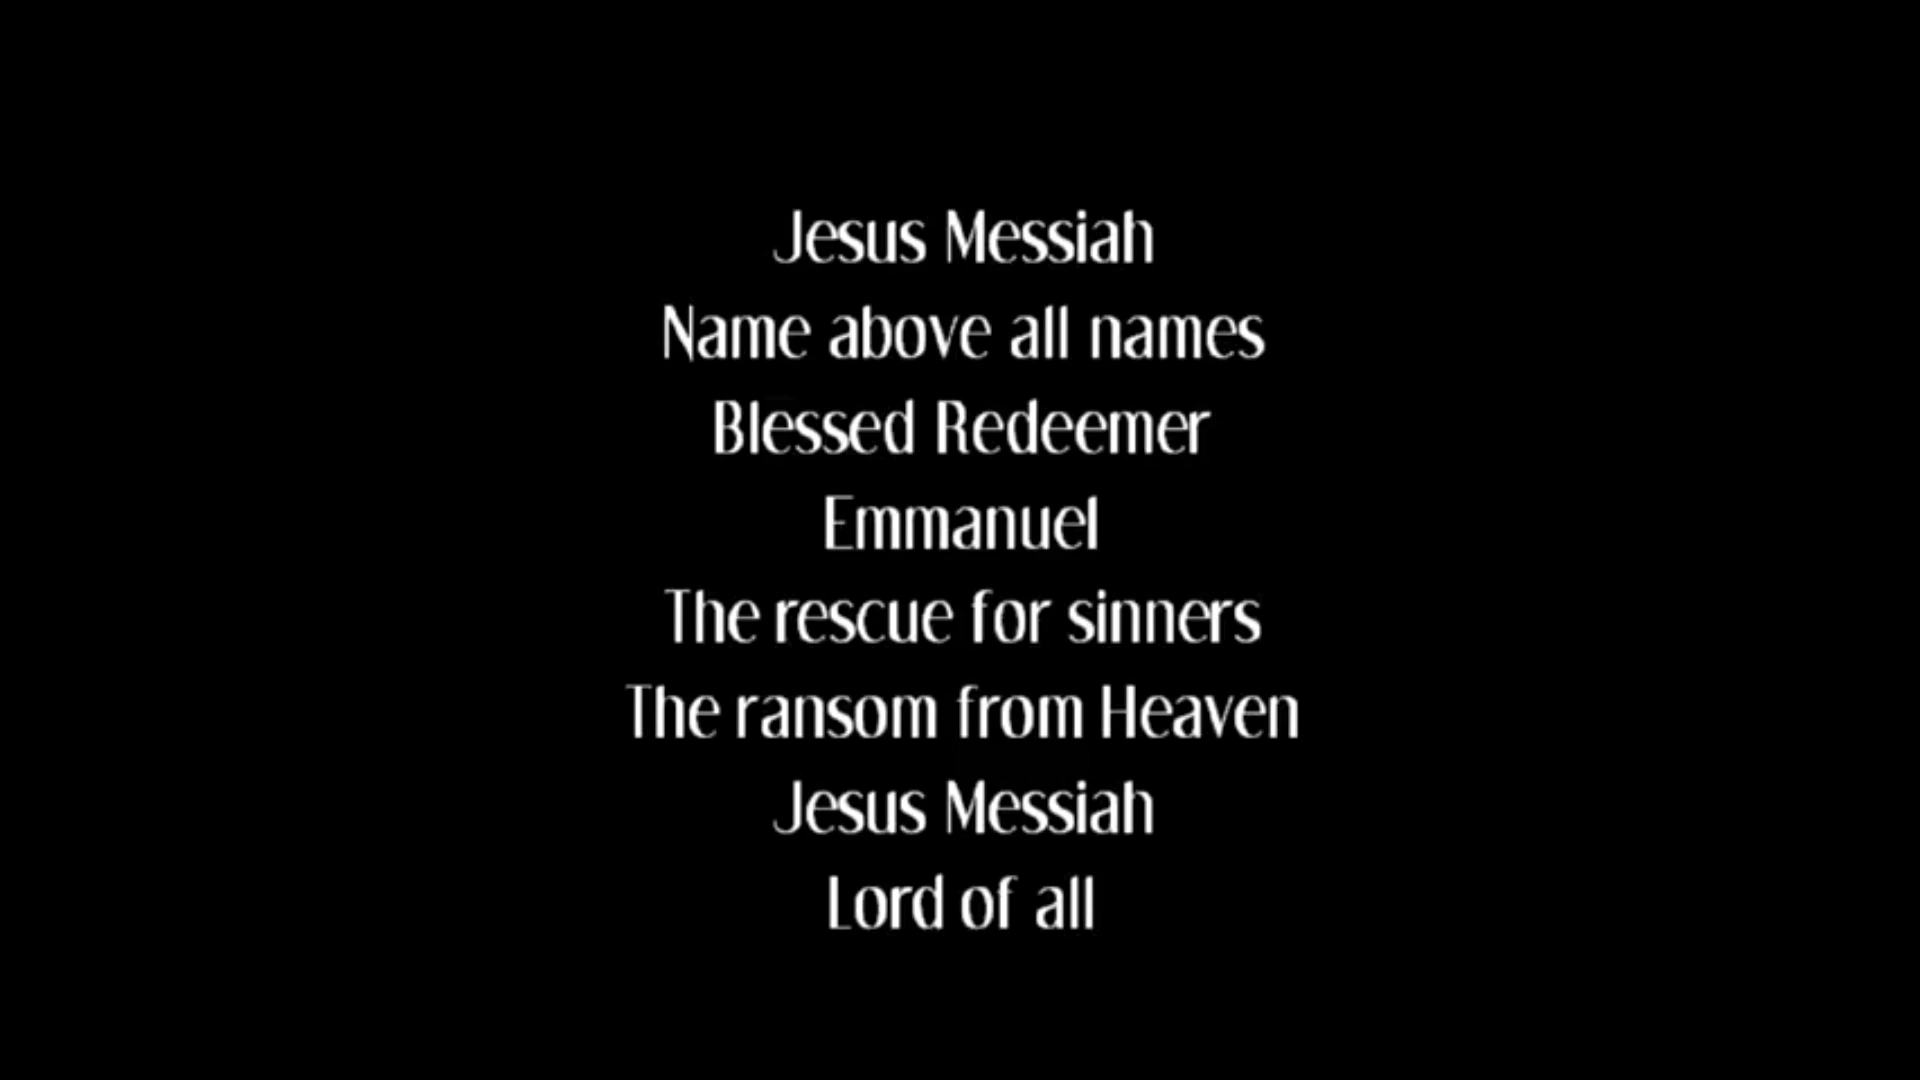 Jesus Messiah
Name above all names
Blessed Redeemer
Emmanuel
The rescue for sinners
The ransom from Heaven
Jesus Messiah
Lord of all